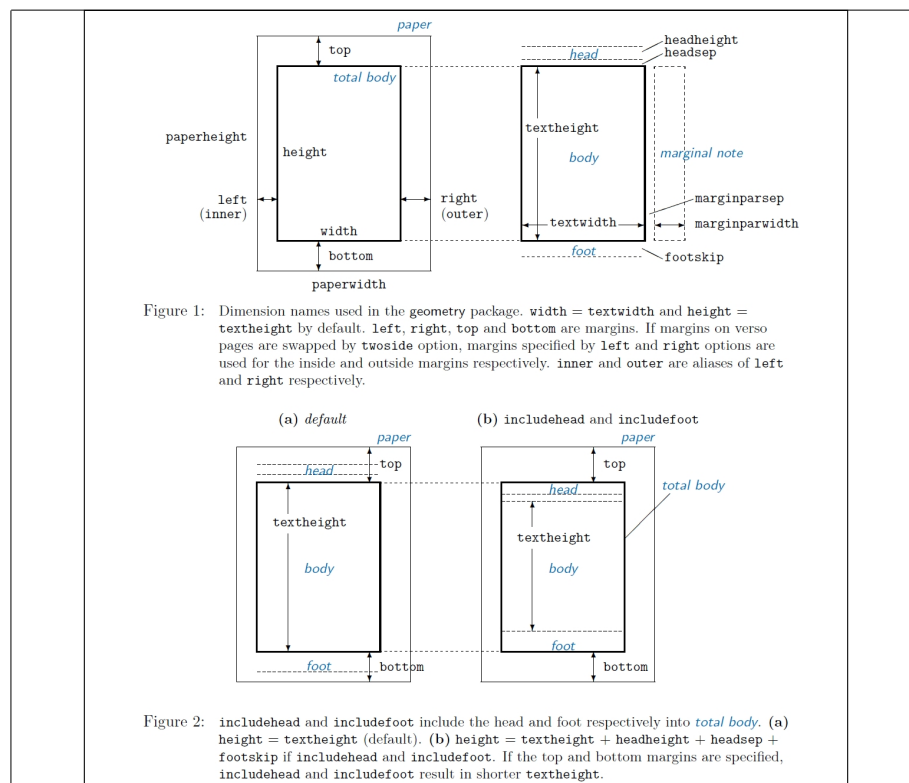 paper
top
headheight
head
headsep
total body
paperheight
height
textheight
body
marginal note
left
(inner)
right
(outer)
marginparsep
width
textwidth
marginparwidth
bottom
foot
footskip
paperwidth
Figure 1: Dimension names used in the geometry package. width = textwidth and height =
textheight by default. left, right, top and bottom are margins. If margins on verso
pages are swapped by twoside option, margins specified by left and right options are
used for the inside and outside margins respectively. inner and outer are aliases of left
and right respectively.
(a) default
(b) includehead and includefoot
paper
top
head
textheight
body
foot
bottom
paper
top
head
total body
textheight
body
foot
bottom
Figure 2: includehead and includefoot include the head and foot respectively into total body. (a)
height = textheight (default). (b) height = textheight + headheight + headsep +
footskip if includehead and includefoot. If the top and bottom margins are specified,
includehead and includefoot result in shorter textheight.